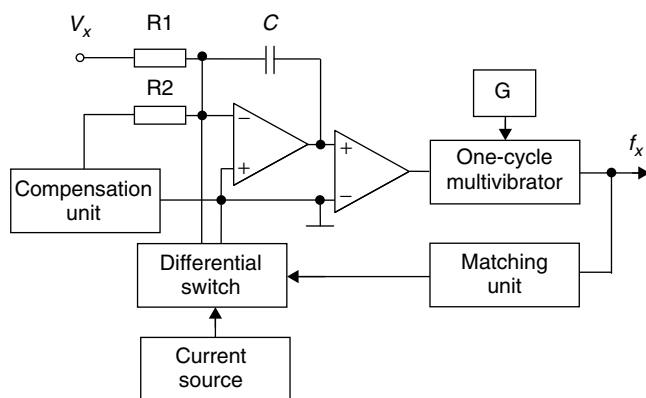 V_x
R1
C
R2
G
−
+
+
−
Compensation
unit
One-cycle
multivibrator
f_x
Differential
switch
Matching
unit
Current
source